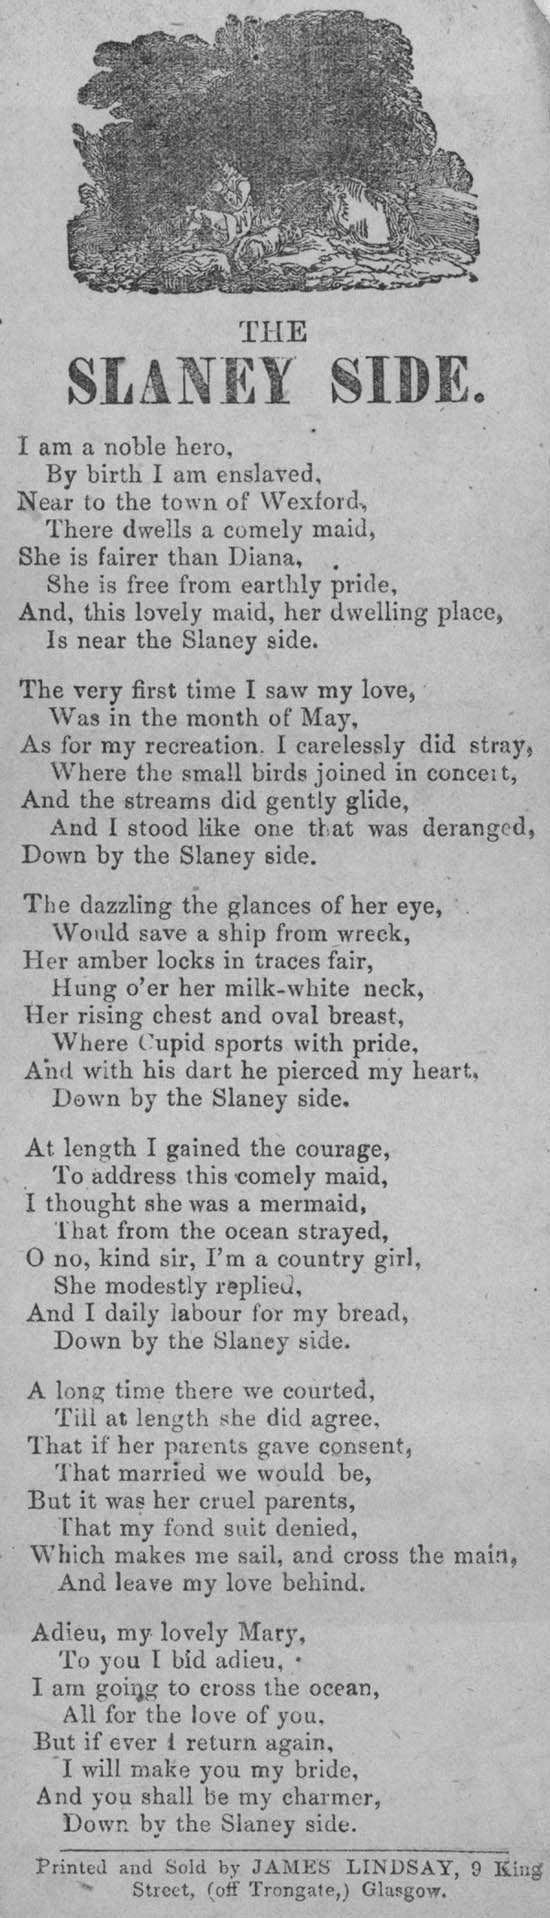 THE
SLANEY SIDE.
I am a noble hero,
By birth I am enslaved,
Near to the town of Wexford,
There dwells a comely maid,
She is fairer than Diana,
She is free from earthly pride,
And, this lovely maid, her dwelling place,
Is near the Slaney side.
The very first time I saw my love,
Was in the month of May,
As for my recreation. I carelessly did stray,
Where the small birds joined in concert,
And the streams did gently glide,
And I stood like one that was deranged,
Down by the Slaney side.
The dazzling the glances of her eye,
Would save a ship from wreck,
Her amber locks in traces fair,
Hung o'er her milk-white neck,
Her rising chest and oval breast,
Where Cupid sports with pride,
And with his dart he pierced my heart,
Down by the Slaney side.
At length I gained the courage,
To address this comely maid,
I thought she was a mermaid,
That from the ocean strayed,
O no, kind sir, I'm a country girl,
She modestly replied,
And I daily labour for my bread,
Down by the Slaney side.
A long time there we courted,
Till at length she did agree,
That if her parents gave consent,
That married we would be,
But it was her cruel parents,
That my fond suit denied,
Which makes me sail, and cross the main,
And leave my love behind.
Adieu, my lovely Mary,
To you I bid adieu,
I am going to cross the ocean,
All for the love of you,
But if ever I return again,
I will make you my bride,
And you shall be my charmer,
Down by the Slaney side.
Printed and Sold by JAMES LINDSAY, 9 King
Street, (off Trongate,) Glasgow.